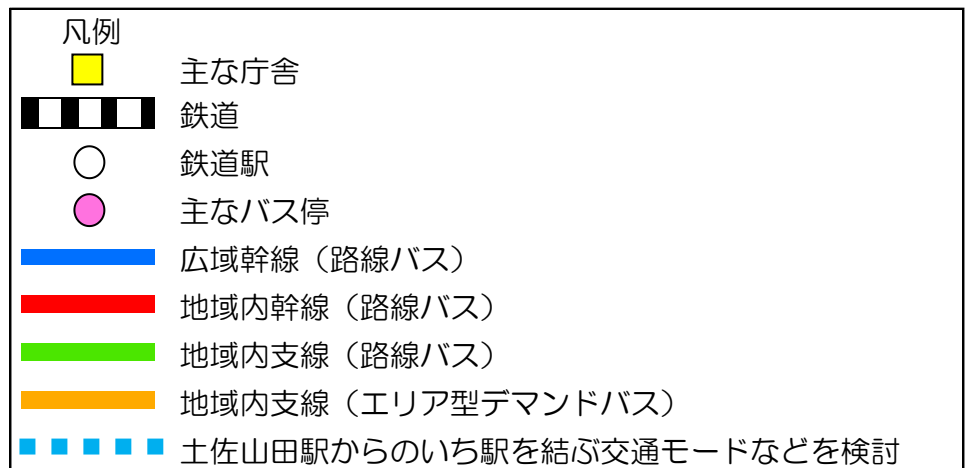 凡例
主な庁舎
鉄道
鉄道駅
主なバス停
広域幹線（路線バス）
地域内幹線（路線バス）
地域内支線（路線バス）
地域内支線（エリア型デマンドバス）
土佐山田駅からのいち駅を結ぶ交通モードなどを検討